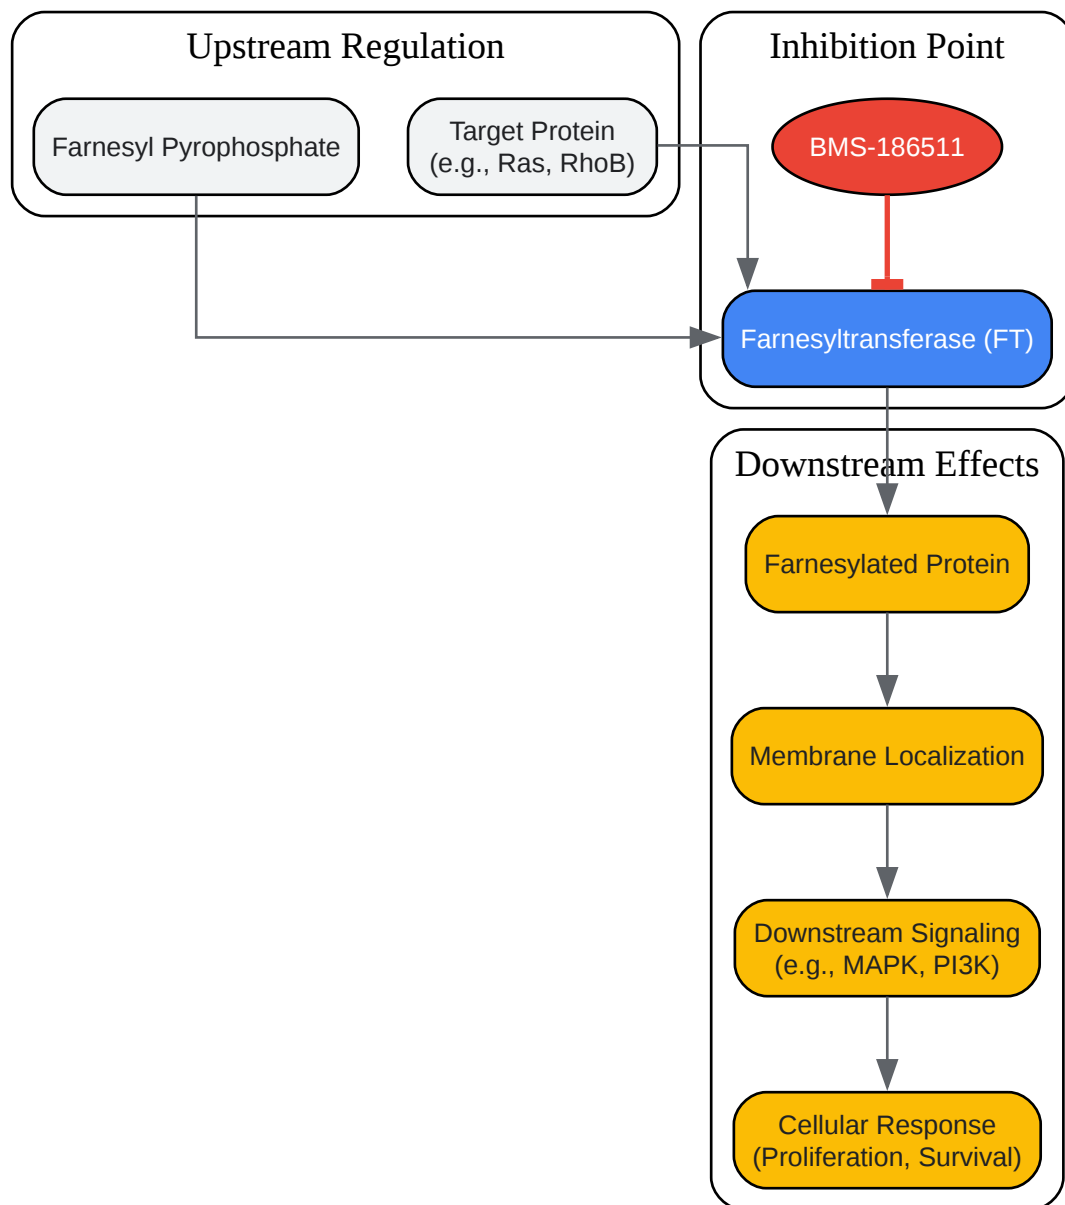 Upstream Regulation
Farnesyl Pyrophosphate
Target Protein
(e.g., Ras, RhoB)
Inhibition Point
BMS-186511
Farnesyltransferase (FT)
Downstream Effects
Farnesylated Protein
Membrane Localization
Downstream Signaling
(e.g., MAPK, PI3K)
Cellular Response
(Proliferation, Survival)